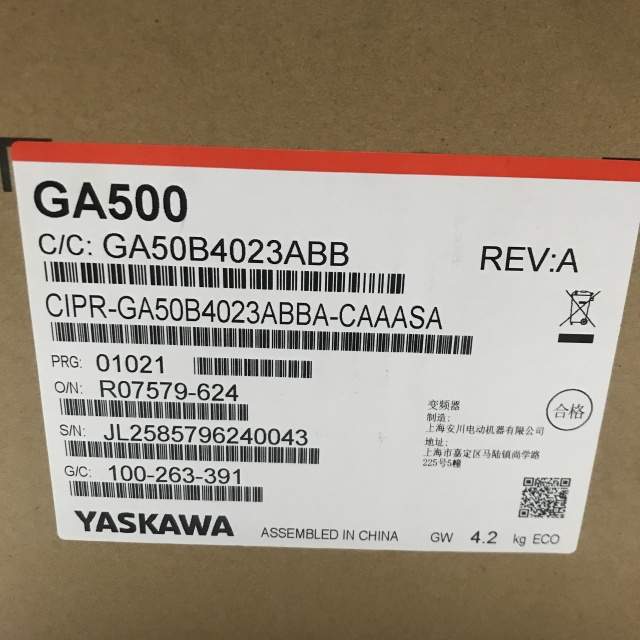 GA500
C/C: GA50B4023ABB
REV:A
CIPR-GA50B4023ABBA-CAAASA
PRG: 01021
O/N: R07579-624
S/N: JL2585796240043
G/C: 100-263-391
变频器
制造:
上海安川电动机器有限公司
地址:
上海市嘉定区马陆镇尚学路
225号5幢
合格
YASKAWA
ASSEMBLED IN CHINA
GW 4.2 kg ECO